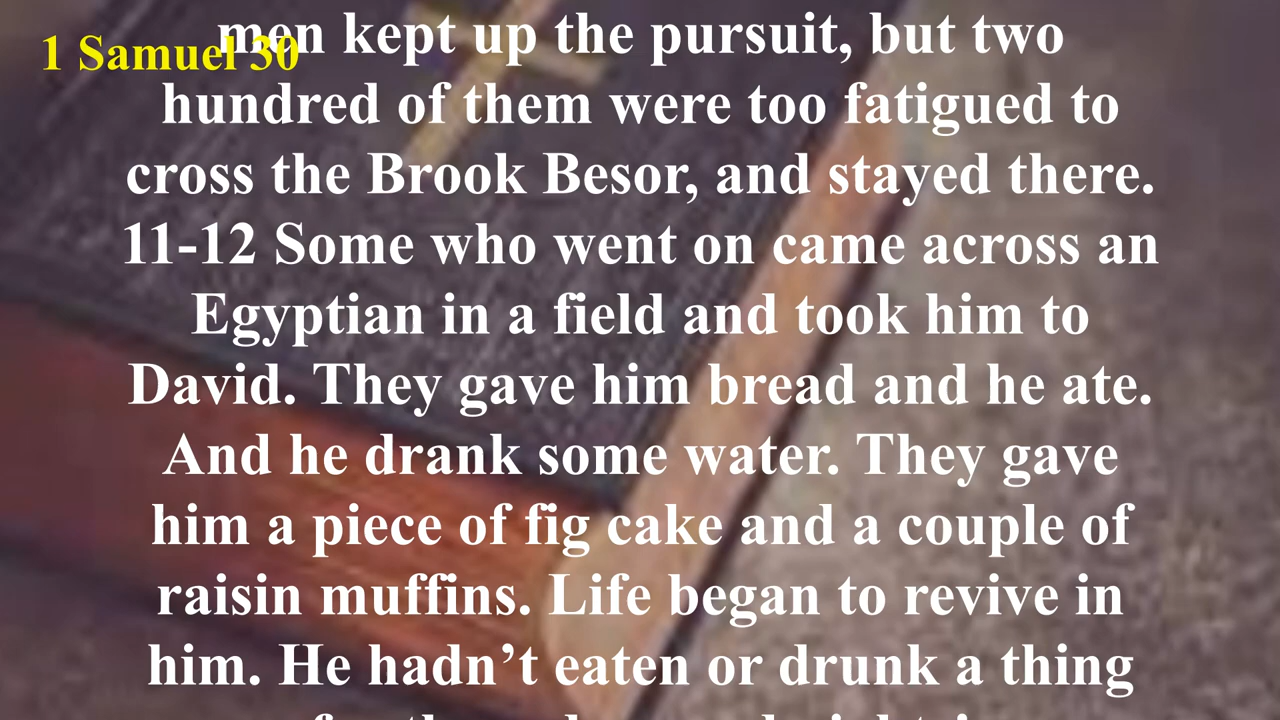 1 Samuel 30
men kept up the pursuit, but two
hundred of them were too fatigued to
cross the Brook Besor, and stayed there.
11-12 Some who went on came across an
Egyptian in a field and took him to
David. They gave him bread and he ate.
And he drank some water. They gave
him a piece of fig cake and a couple of
raisin muffins. Life began to revive in
him. He hadn’t eaten or drunk a thing